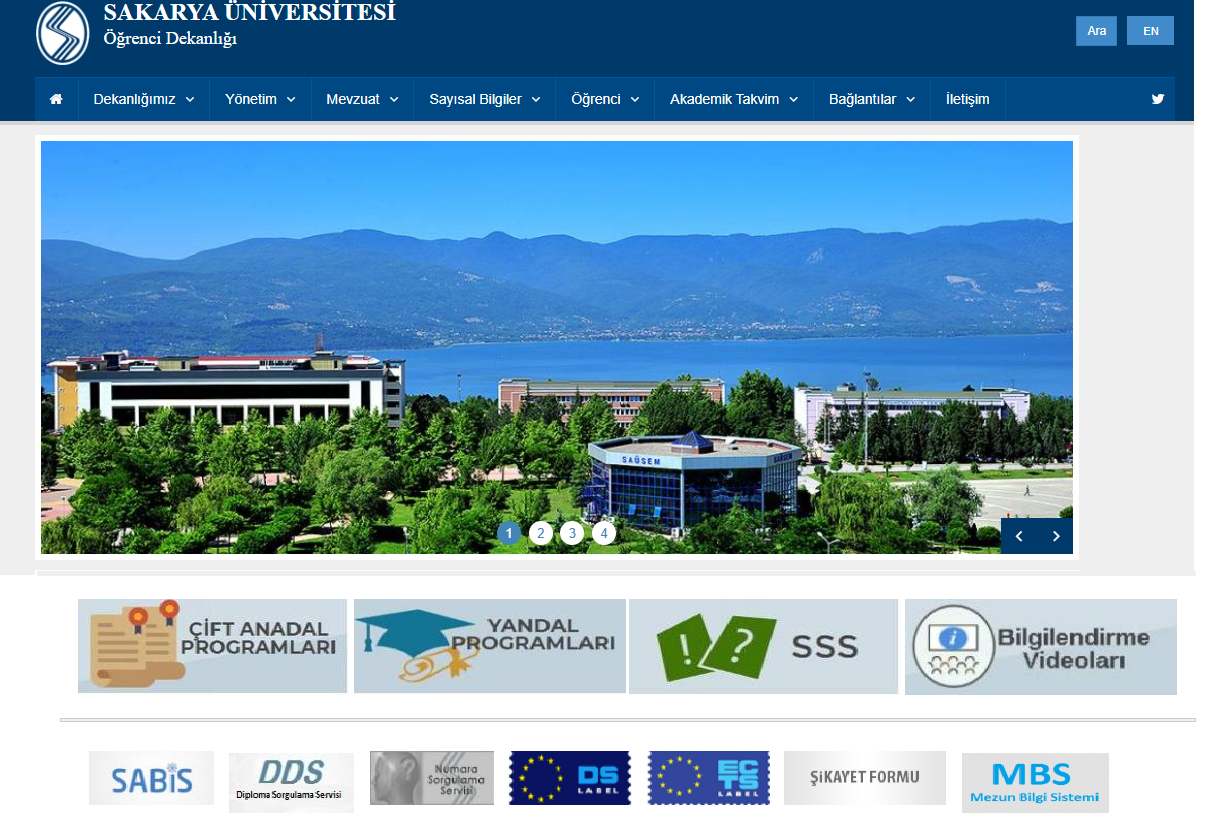 SAKARYA ÜNİVERSİTESİ
Öğrenci Dekanlığı
Ara
EN
Dekanlığımız
Yönetim
Mevzuat
Sayısal Bilgiler
Öğrenci
Akademik Takvim
Bağlantılar
İletişim
SAÜSEM
1
2
3
4
ÇİFT ANADAL
PROGRAMLARI
YANDAL
PROGRAMLARI
! ?
SSS
i
Bilgilendirme
Videoları
SABİS
DDS
Diploma Sorgulama Servisi
Numara
Sorgulama
Servisi
DS
LABEL
EC
TS
LABEL
ŞİKAYET FORMU
MBS
Mezun Bilgi Sistemi